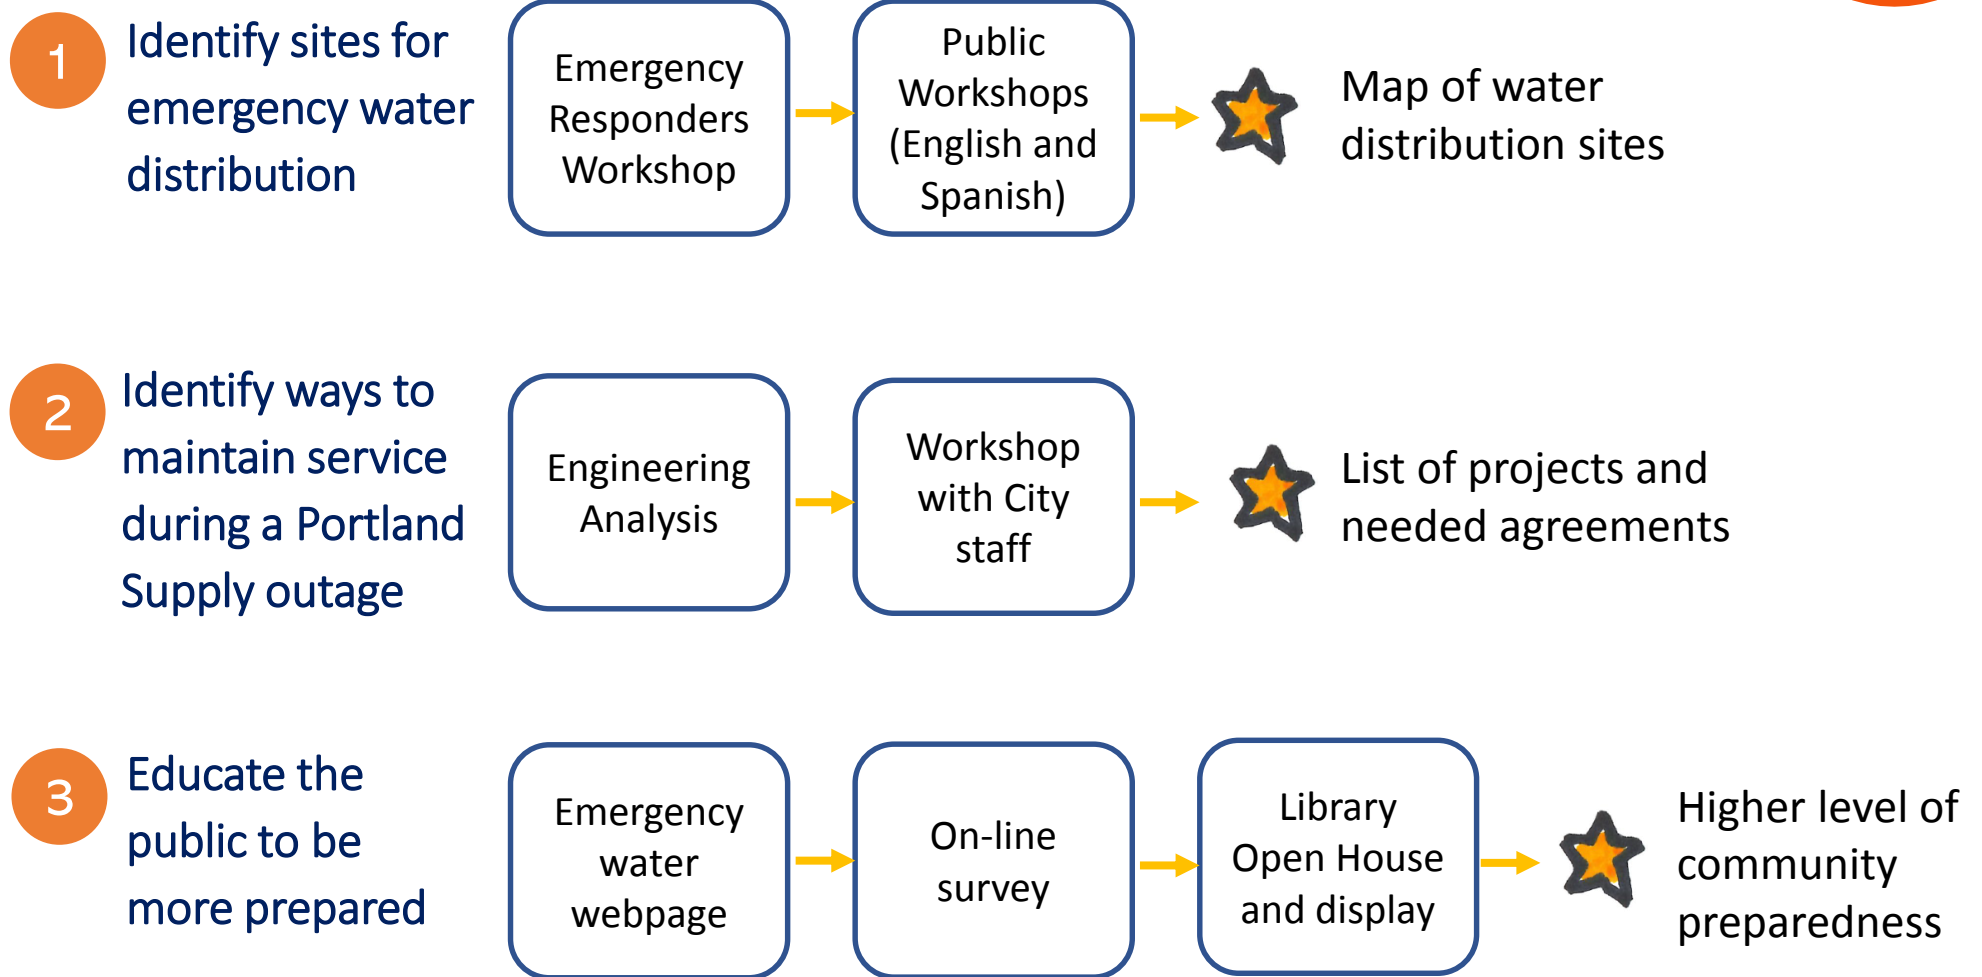 1
Identify sites for
emergency water
distribution
Emergency
Responders
Workshop
Public
Workshops
(English and
Spanish)
Map of water
distribution sites
2
Identify ways to
maintain service
during a Portland
Supply outage
Engineering
Analysis
Workshop
with City
staff
List of projects and
needed agreements
3
Educate the
public to be
more prepared
Emergency
water
webpage
On-line
survey
Library
Open House
and display
Higher level of
community
preparedness